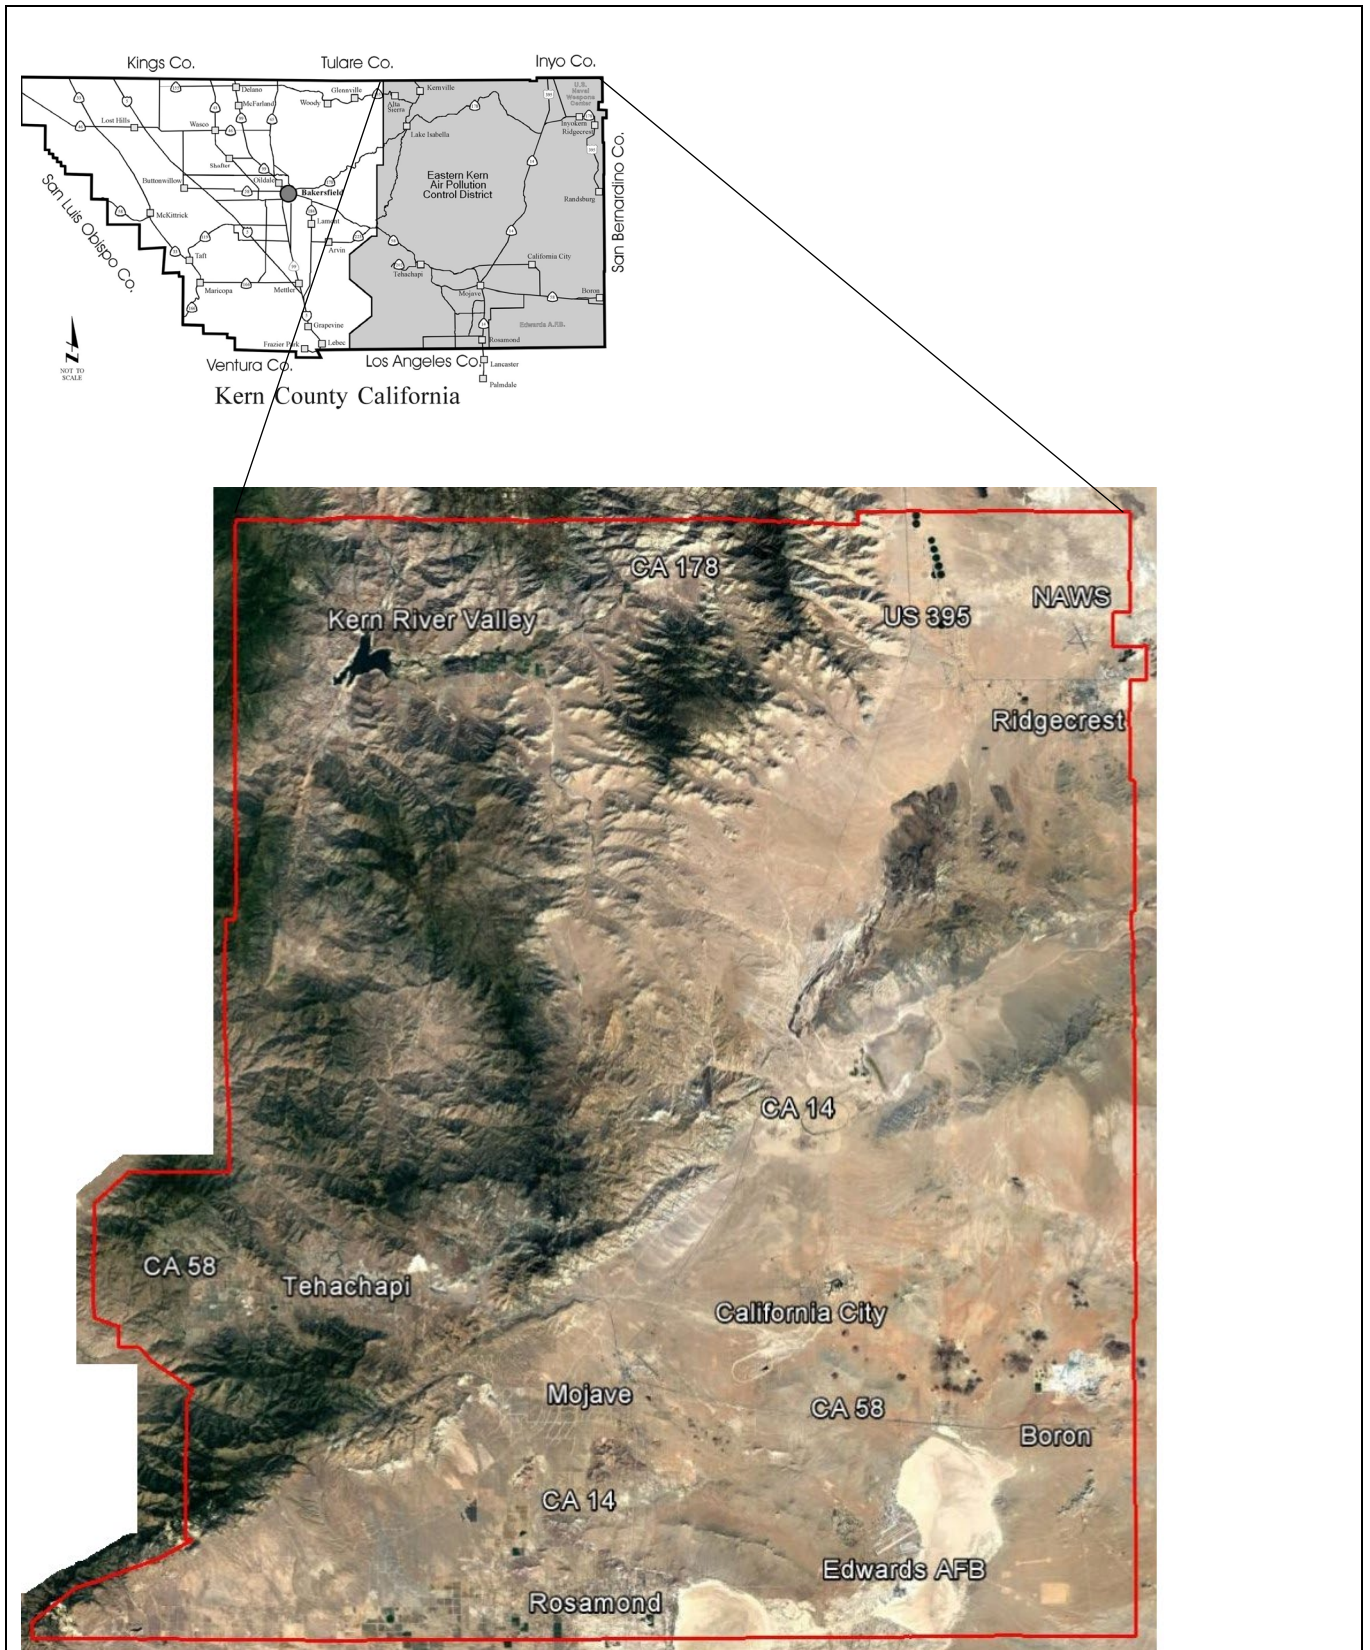 Kings Co.
Tulare Co.
Inyo Co.
Delano
McFarland
Glennville
Woody
Alta
Sierra
Kernville
U.S.
Naval
Weapons
Center
Lost Hills
Wasco
Lake Isabella
Inyokern
Ridgecrest
Shafter
Buttonwillow
Oildale
Bakersfield
Eastern Kern
Air Pollution
Control District
Randsburg
San Bernardino Co.
San Luis Obispo Co.
McKittrick
Lamont
Arvin
Taft
Tehachapi
California City
Maricopa
Mettler
Mojave
Boron
Grapevine
Edwards A.F.B.
Frazier Park
Lebec
Rosamond
N
NOT TO
SCALE
Ventura Co.
Los Angeles Co.
Lancaster
Palmdale
Kern County California
CA 178
NAWS
US 395
Kern River Valley
Ridgecrest
CA 14
CA 58
Tehachapi
California City
Mojave
CA 58
Boron
CA 14
Edwards AFB
Rosamond